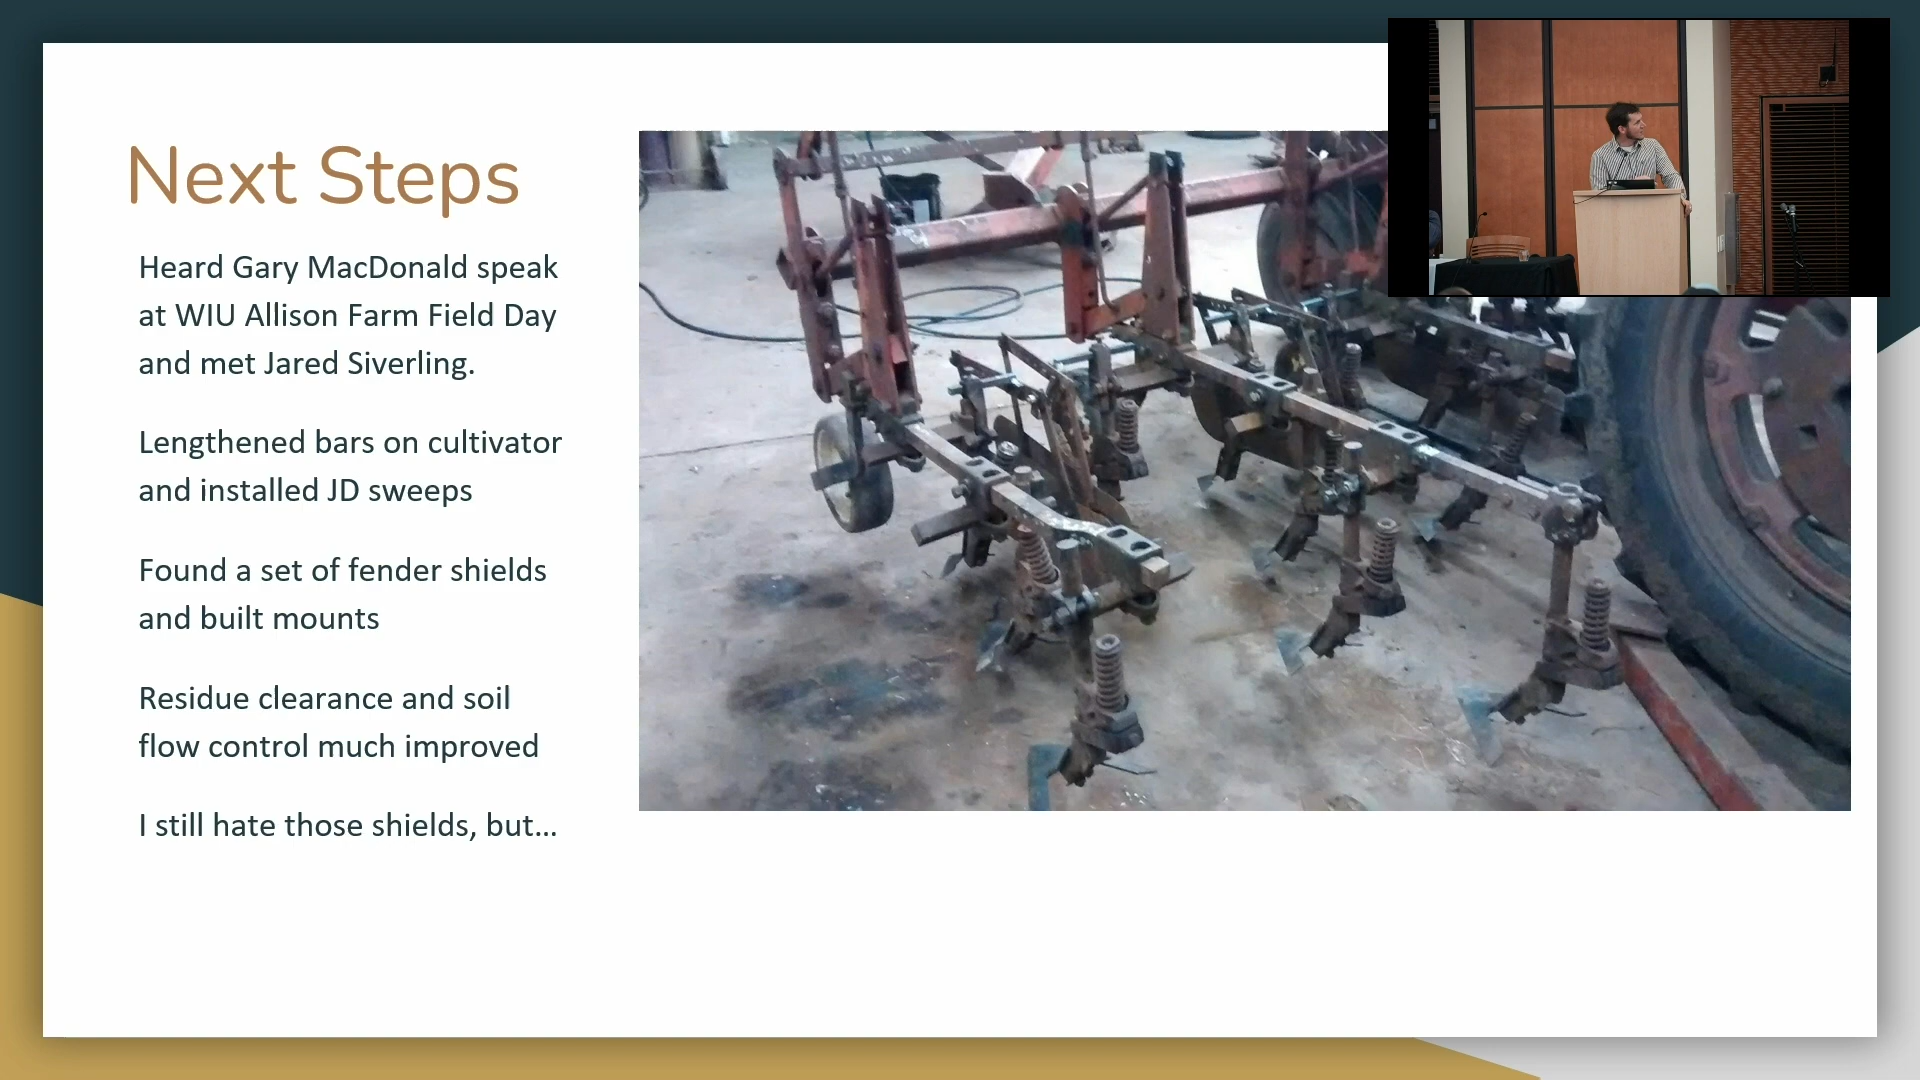 Next Steps
Heard Gary MacDonald speak
at WIU Allison Farm Field Day
and met Jared Siverling.
Lengthened bars on cultivator
and installed JD sweeps
Found a set of fender shields
and built mounts
Residue clearance and soil
flow control much improved
I still hate those shields, but...